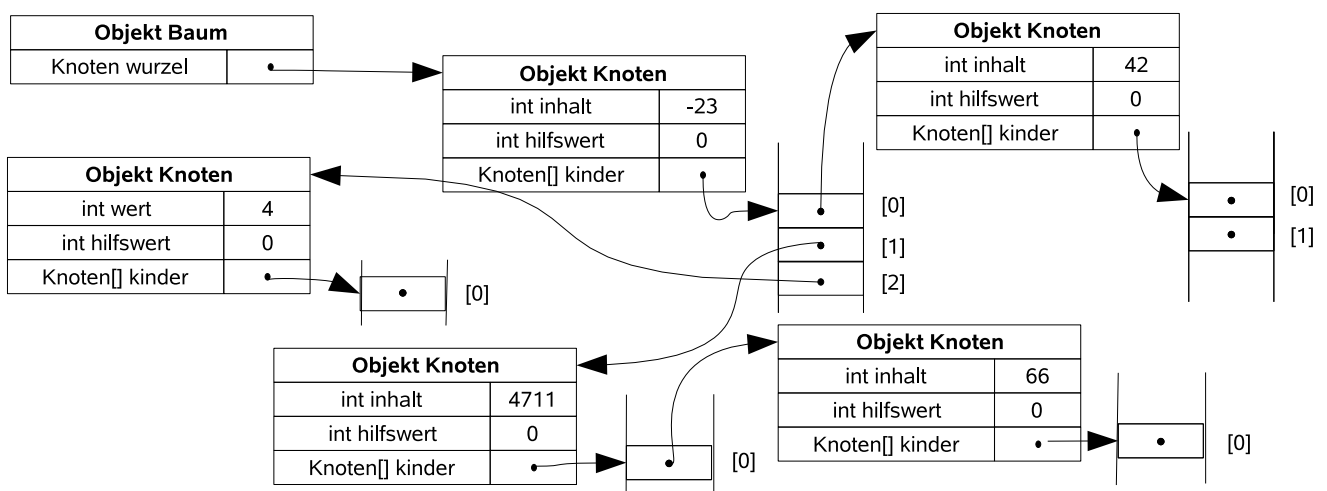 Objekt Baum
Knoten wurzel
Objekt Knoten
int inhalt -23
int hilfswert 0
Knoten[] kinder
[0]
[1]
[2]
Objekt Knoten
int inhalt 42
int hilfswert 0
Knoten[] kinder
[0]
[1]
Objekt Knoten
int wert 4
int hilfswert 0
Knoten[] kinder
[0]
Objekt Knoten
int inhalt 4711
int hilfswert 0
Knoten[] kinder
[0]
Objekt Knoten
int inhalt 66
int hilfswert 0
Knoten[] kinder
[0]